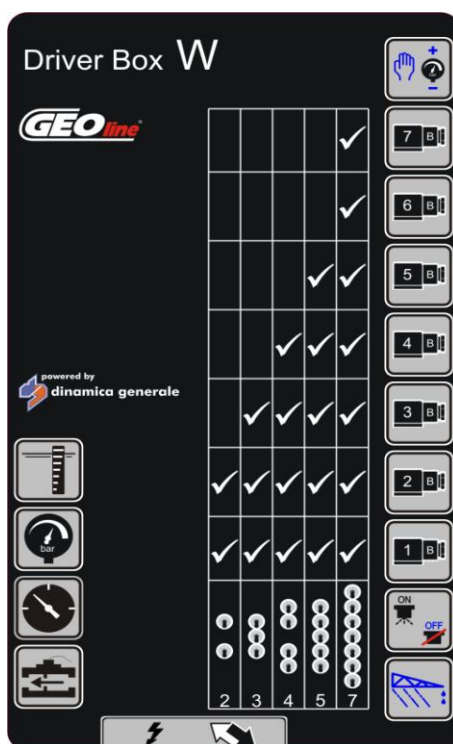 Driver Box W
GEOline®
+
-
7 B
6 B
5 B
4 B
powered by
dinamica generale
3 B
2 B
bar
1 B
ON
OFF
2 3 4 5 7